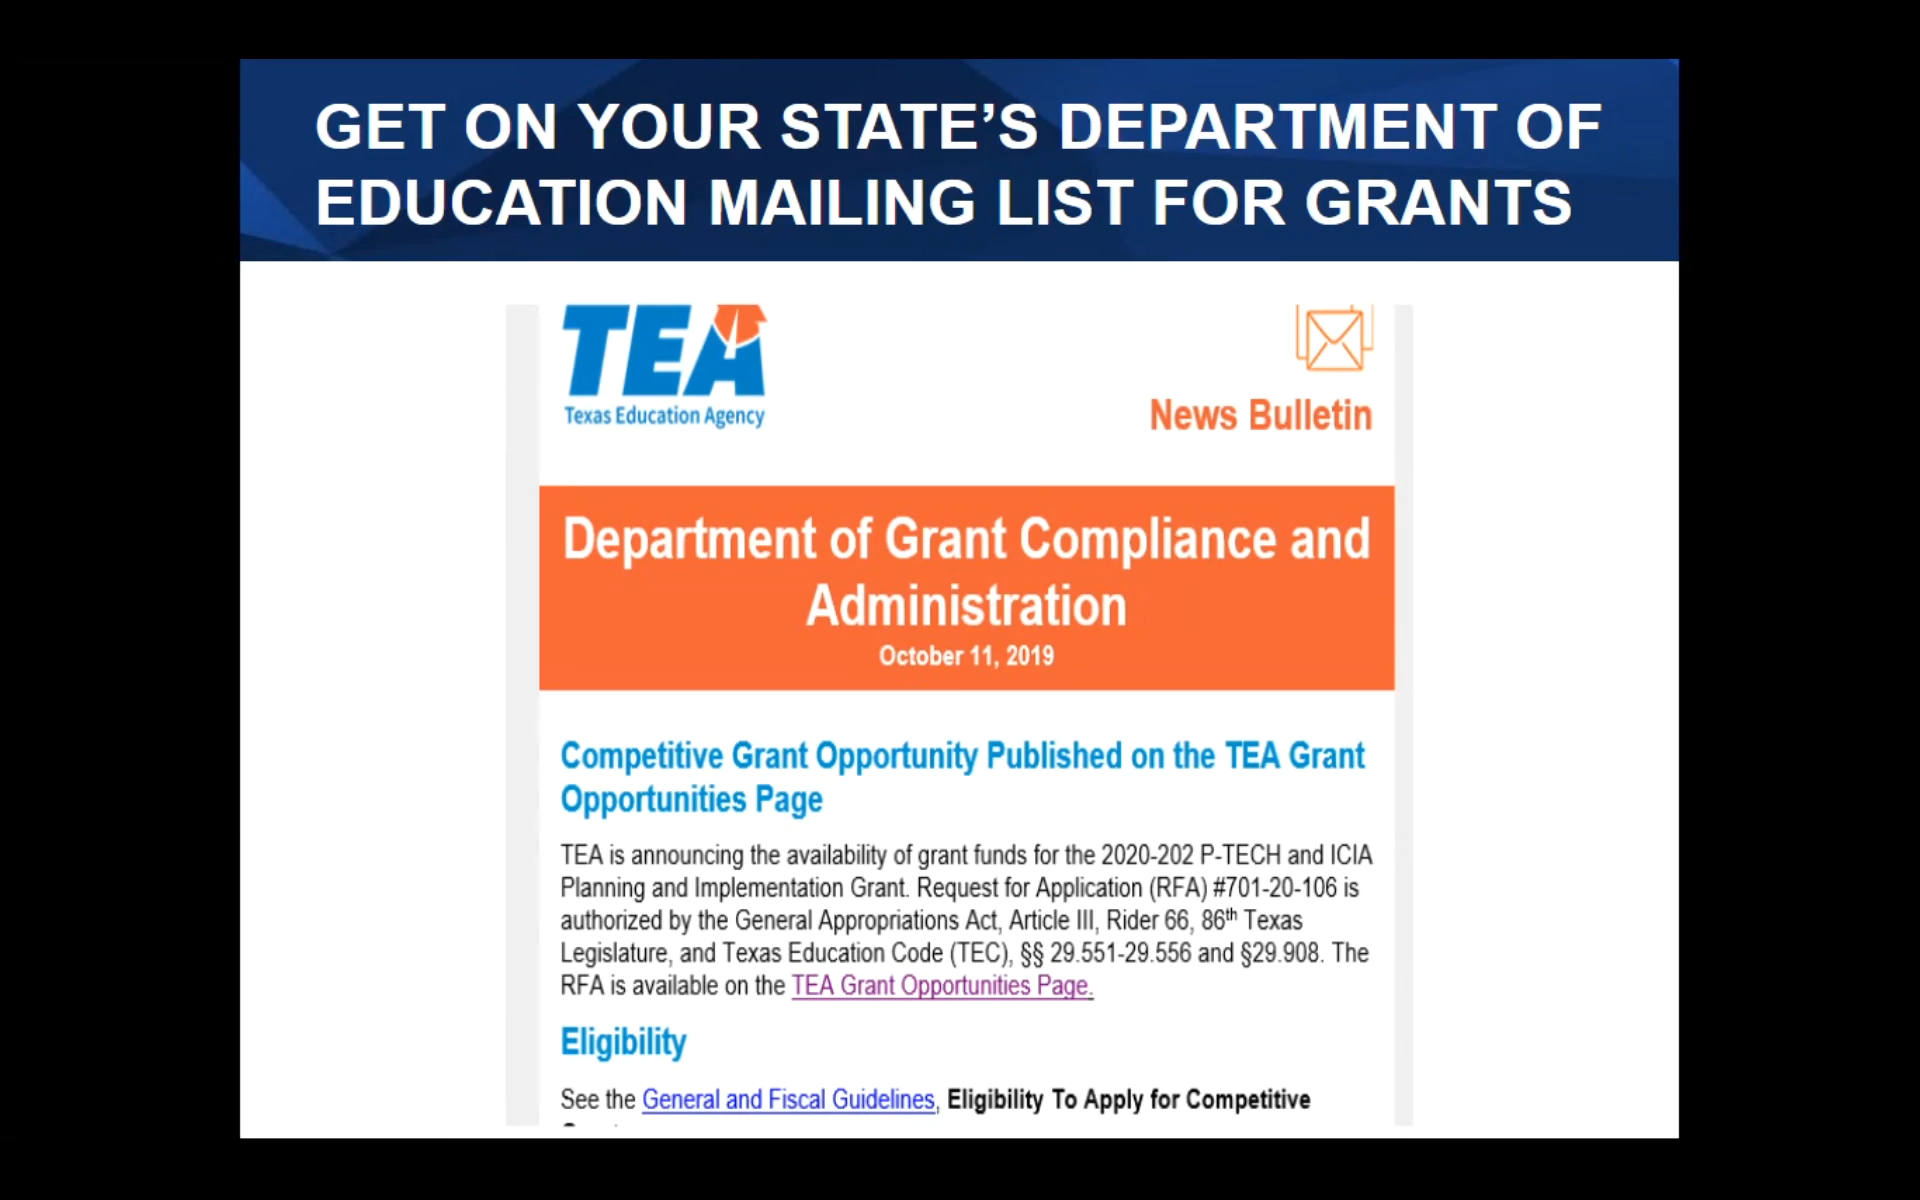 GET ON YOUR STATE’S DEPARTMENT OF
EDUCATION MAILING LIST FOR GRANTS
TEA
Texas Education Agency
News Bulletin
Department of Grant Compliance and
Administration
October 11, 2019
Competitive Grant Opportunity Published on the TEA Grant
Opportunities Page
TEA is announcing the availability of grant funds for the 2020-202 P-TECH and ICIA
Planning and Implementation Grant. Request for Application (RFA) #701-20-106 is
authorized by the General Appropriations Act, Article III, Rider 66, 86th Texas
Legislature, and Texas Education Code (TEC), §§ 29.551-29.556 and §29.908. The
RFA is available on the TEA Grant Opportunities Page.
Eligibility
See the General and Fiscal Guidelines, Eligibility To Apply for Competitive